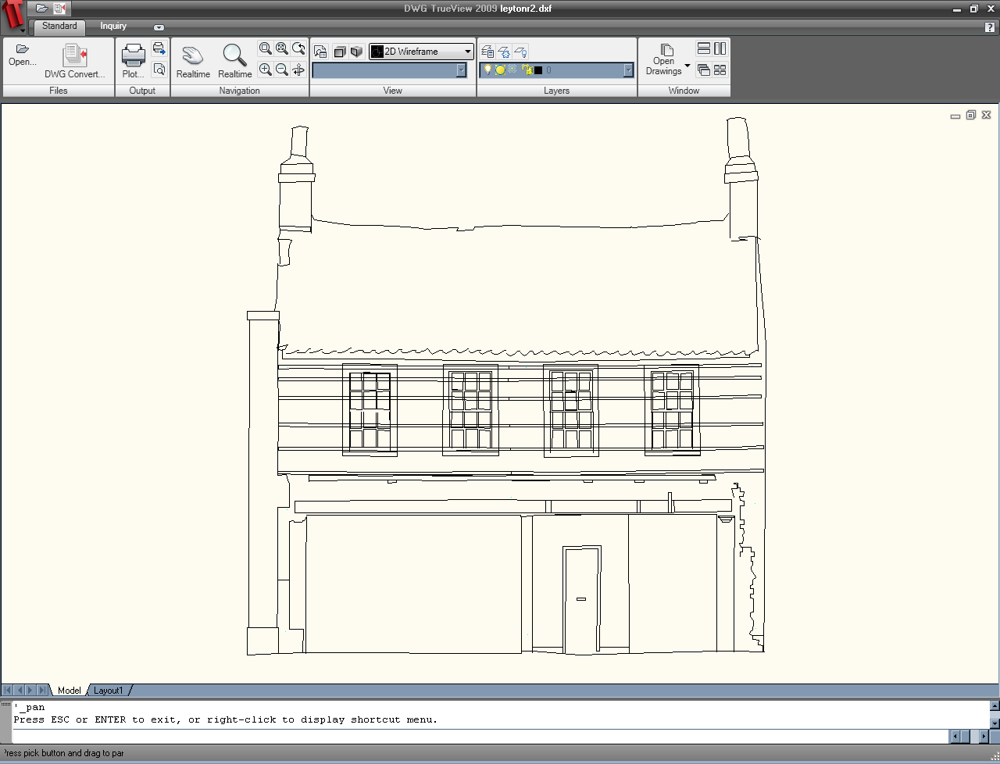 DWG TrueView 2009 leytonr2.dxf
Standard Inquiry
Open...
DWG Convert...
Plot...
Realtime
Realtime
2D Wireframe
0
Open
Drawings
Files
Output
Navigation
View
Layers
Window
Model
Layout1
'_pan
Press ESC or ENTER to exit, or right-click to display shortcut menu.
ress pick button and drag to pan